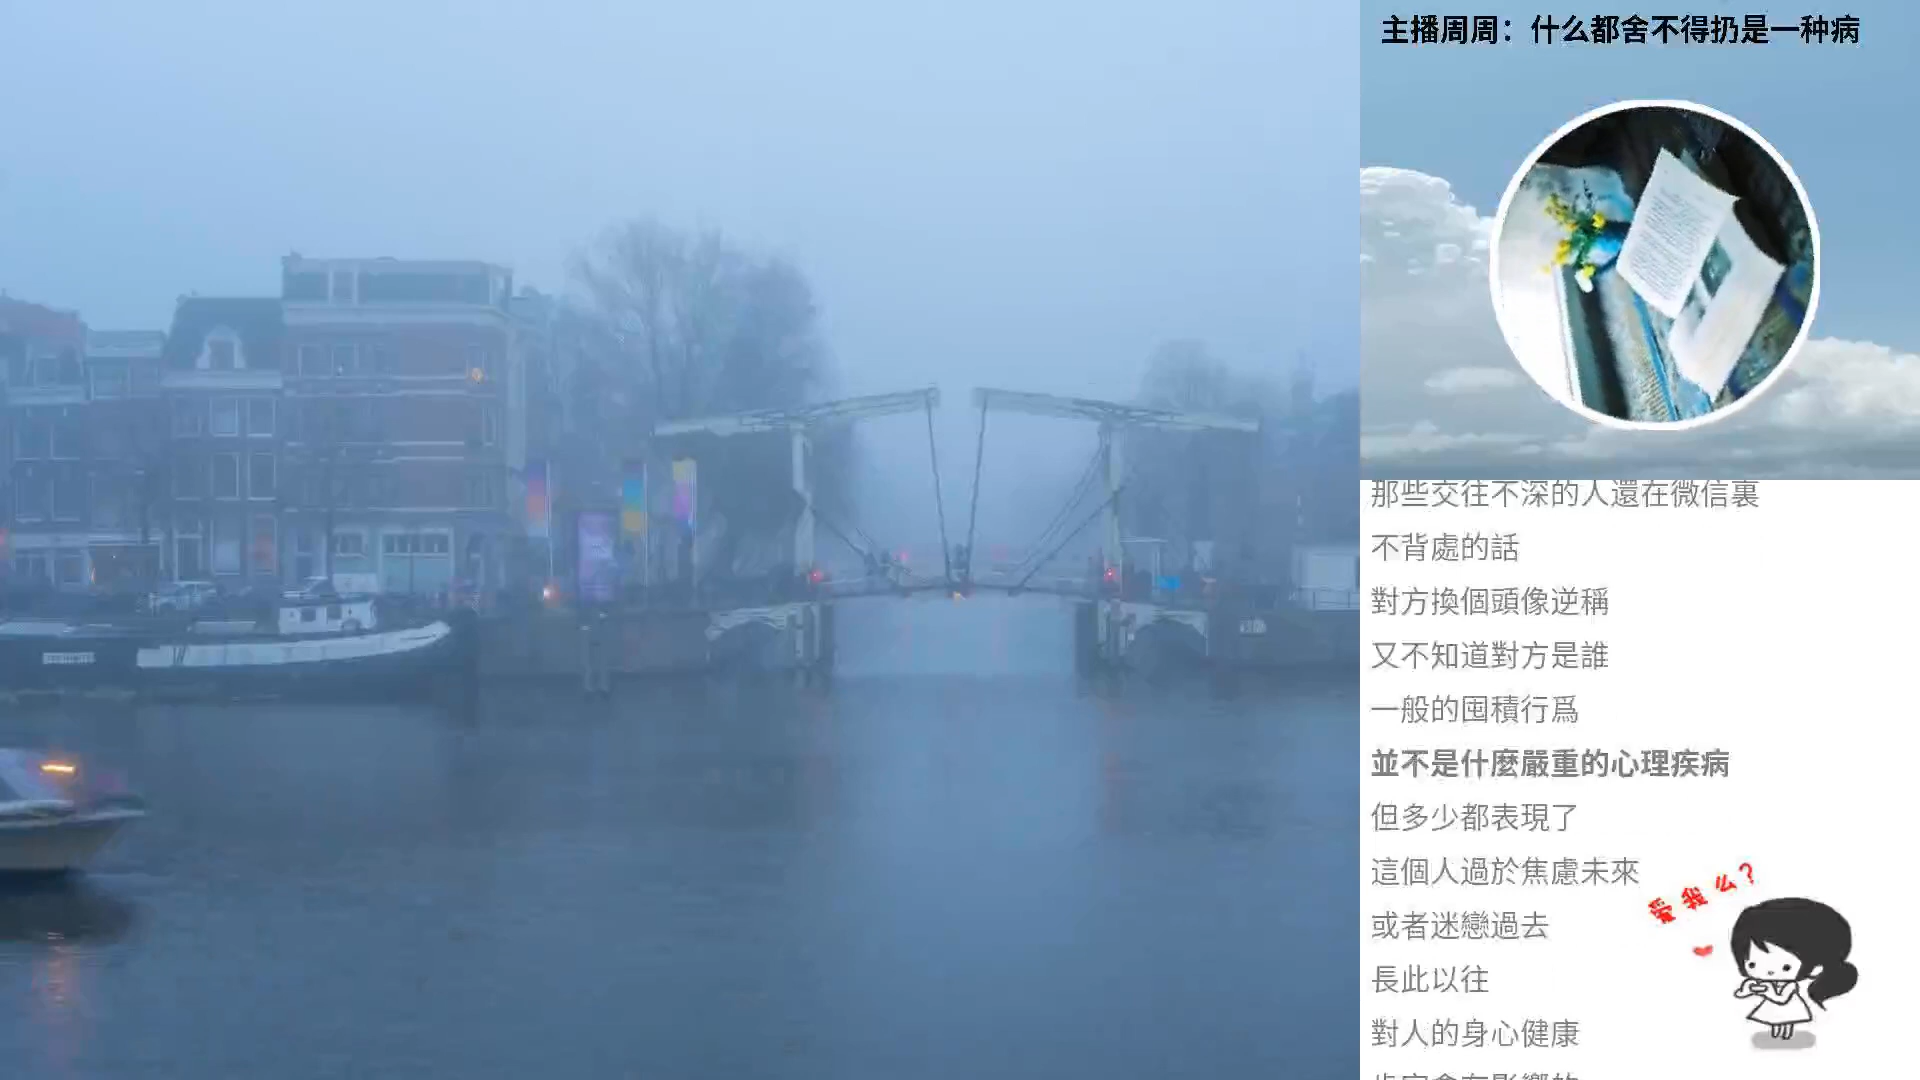 主播周周：什么都舍不得扔是一种病
那些交往不深的人還在微信裏
不背處的話
對方換個頭像逆稱
又不知道對方是誰
一般的囤積行爲
並不是什麼嚴重的心理疾病
但多少都表現了
這個人過於焦慮未來
或者迷戀過去
長此以往
對人的身心健康
爱我么？